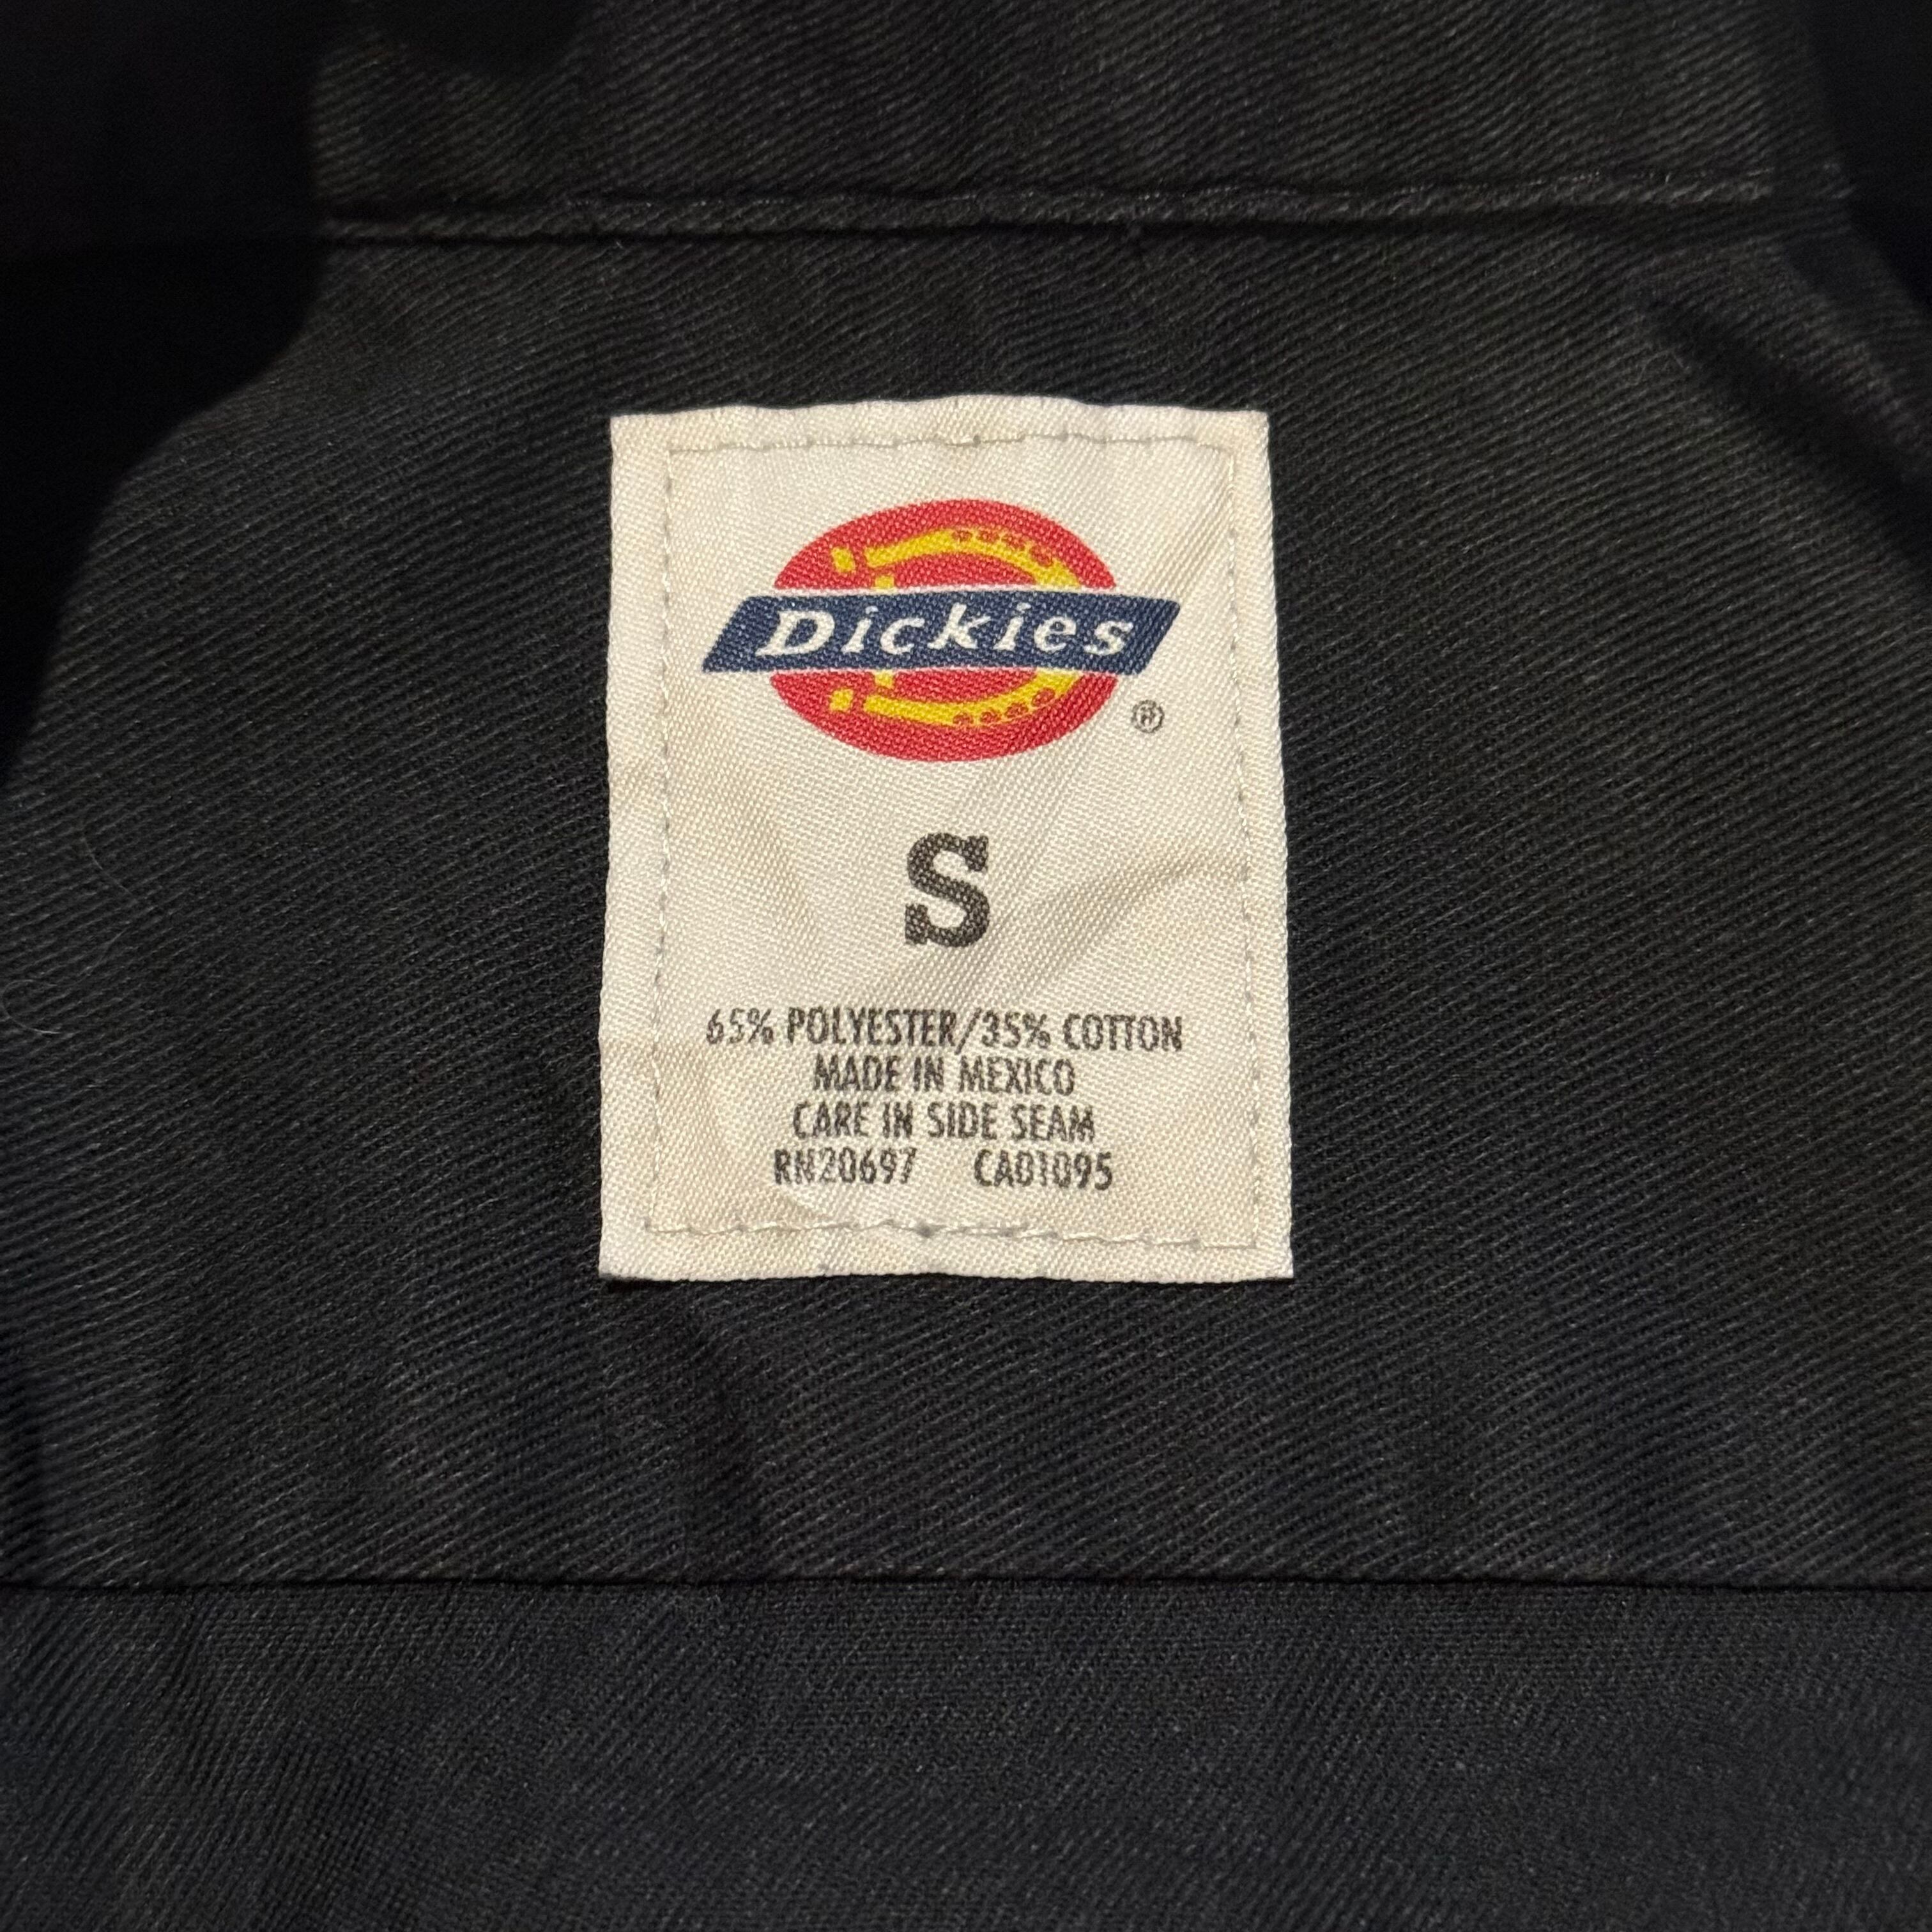 Dickies
®
S
65% POLYESTER/35% COTTON
MADE IN MEXICO
CARE IN SIDE SEAM
RN20697 CA01095